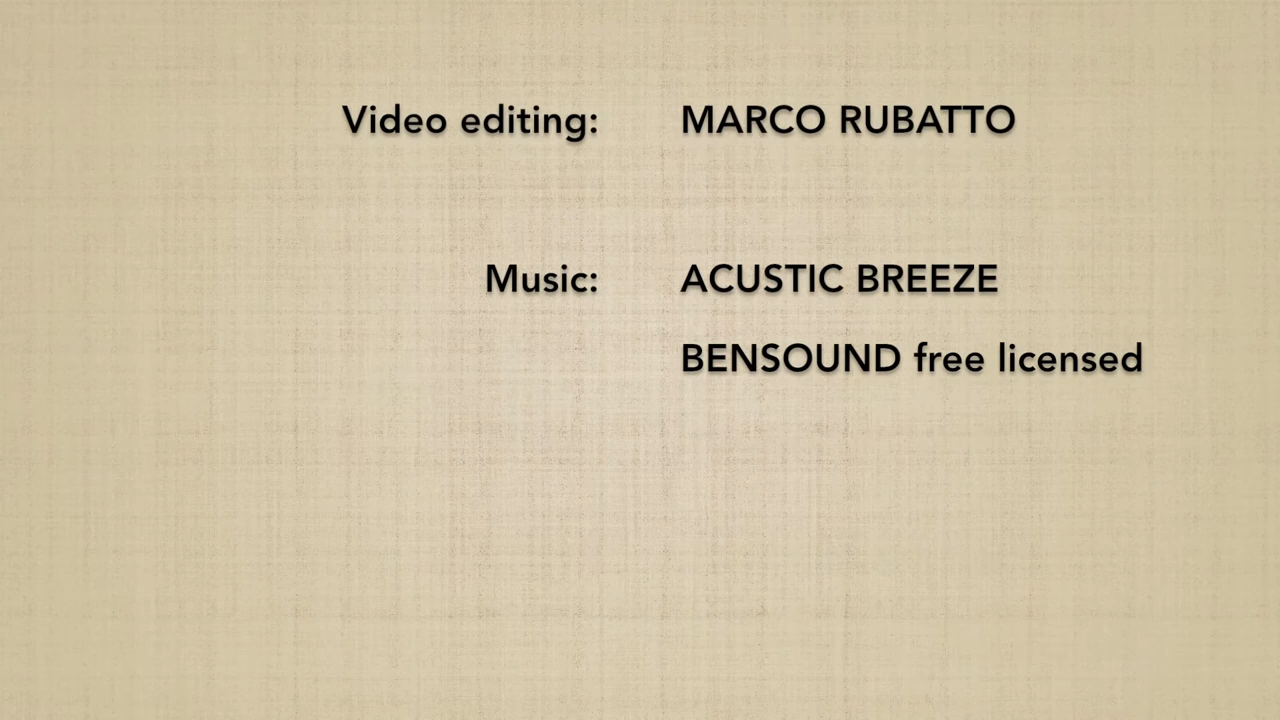 Video editing: MARCO RUBATTO
Music: ACUSTIC BREEZE
BENSOUND free licensed